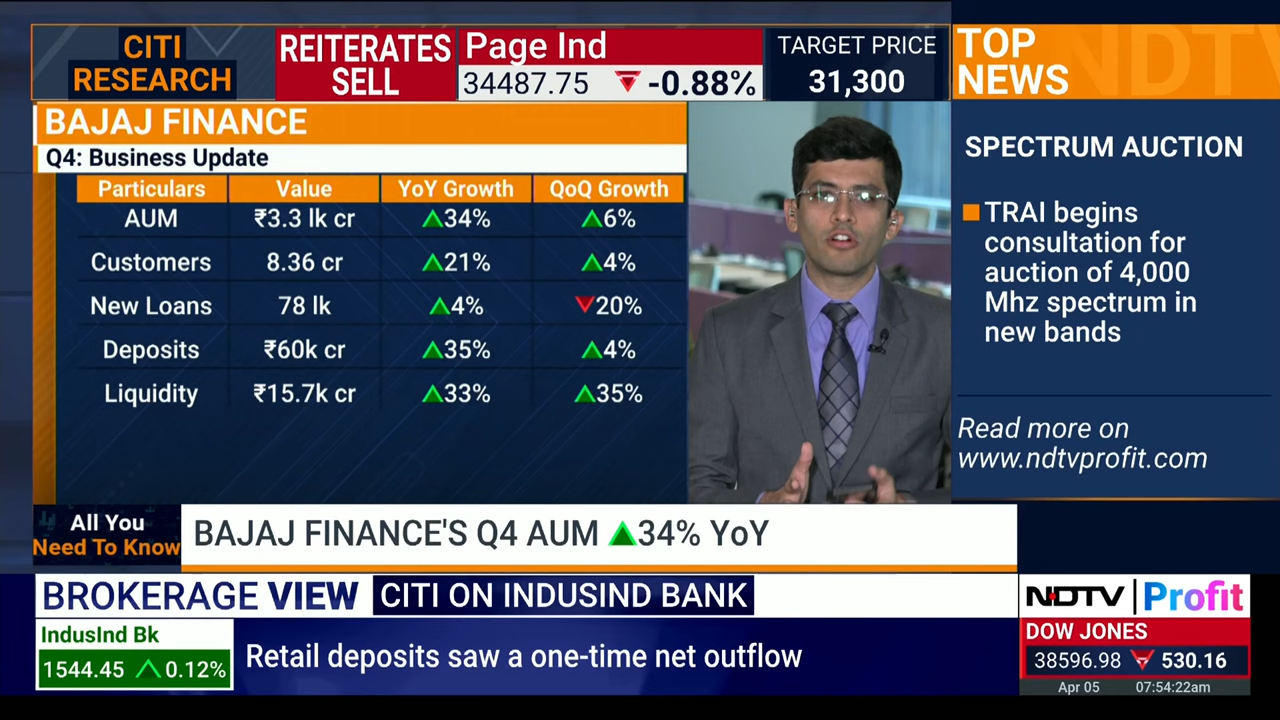 CITI
RESEARCH
REITERATES
SELL
Page Ind
34487.75 -0.88%
TARGET PRICE
31,300
TOP
NEWS
BAJAJ FINANCE
Q4: Business Update
Particulars Value YoY Growth QoQ Growth
AUM ₹3.3 lk cr 34% 6%
Customers 8.36 cr 21% 4%
New Loans 78 lk 4% 20%
Deposits ₹60k cr 35% 4%
Liquidity ₹15.7k cr 33% 35%
SPECTRUM AUCTION
TRAI begins
consultation for
auction of 4,000
Mhz spectrum in
new bands
Read more on
www.ndtvprofit.com
All You
Need To Know
BAJAJ FINANCE'S Q4 AUM 34% YoY
BROKERAGE VIEW CITI ON INDUSIND BANK
IndusInd Bk
1544.45 0.12%
Retail deposits saw a one-time net outflow
NDTV Profit
DOW JONES
38596.98 530.16
Apr 05 07:54:22am
NDTV